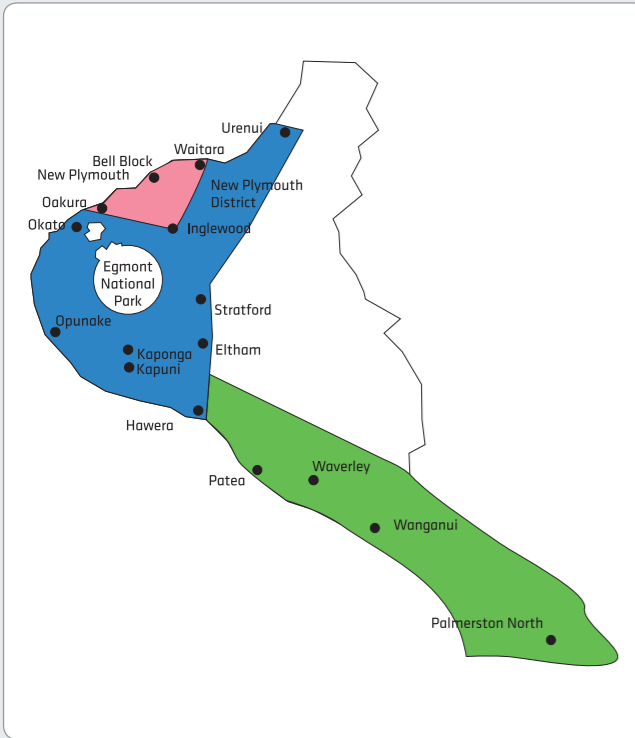 Urenui
Waitara
Bell Block
New Plymouth
New Plymouth
District
Oakura
Okato
Inglewood
Egmont
National
Park
Stratford
Opunake
Eltham
Kaponga
Kapuni
Hawera
Waverley
Patea
Wanganui
Palmerston North